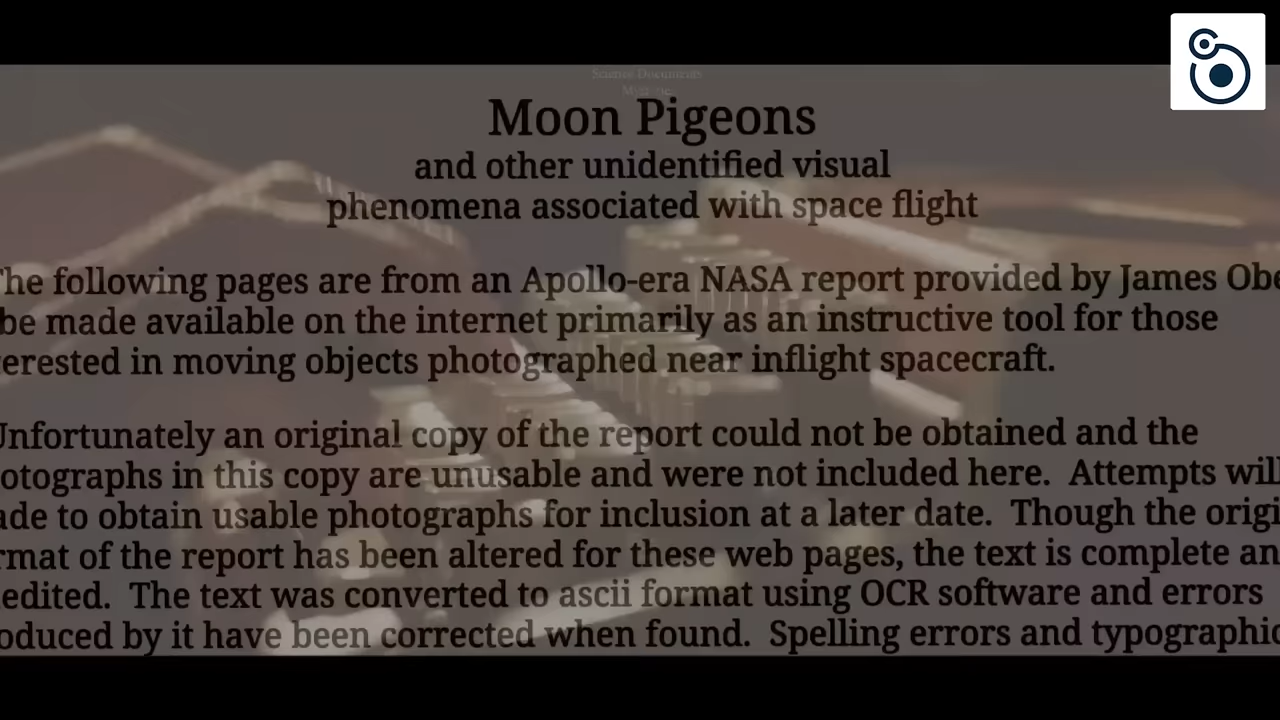 Science Documents
Moon Pigeons
and other unidentified visual
phenomena associated with space flight
The following pages are from an Apollo-era NASA report provided by James Obe
be made available on the internet primarily as an instructive tool for those
erested in moving objects photographed near inflight spacecraft.
Unfortunately an original copy of the report could not be obtained and the
otographs in this copy are unusable and were not included here. Attempts will
ade to obtain usable photographs for inclusion at a later date. Though the origi
rmat of the report has been altered for these web pages, the text is complete an
edited. The text was converted to ascii format using OCR software and errors
oduced by it have been corrected when found. Spelling errors and typographic